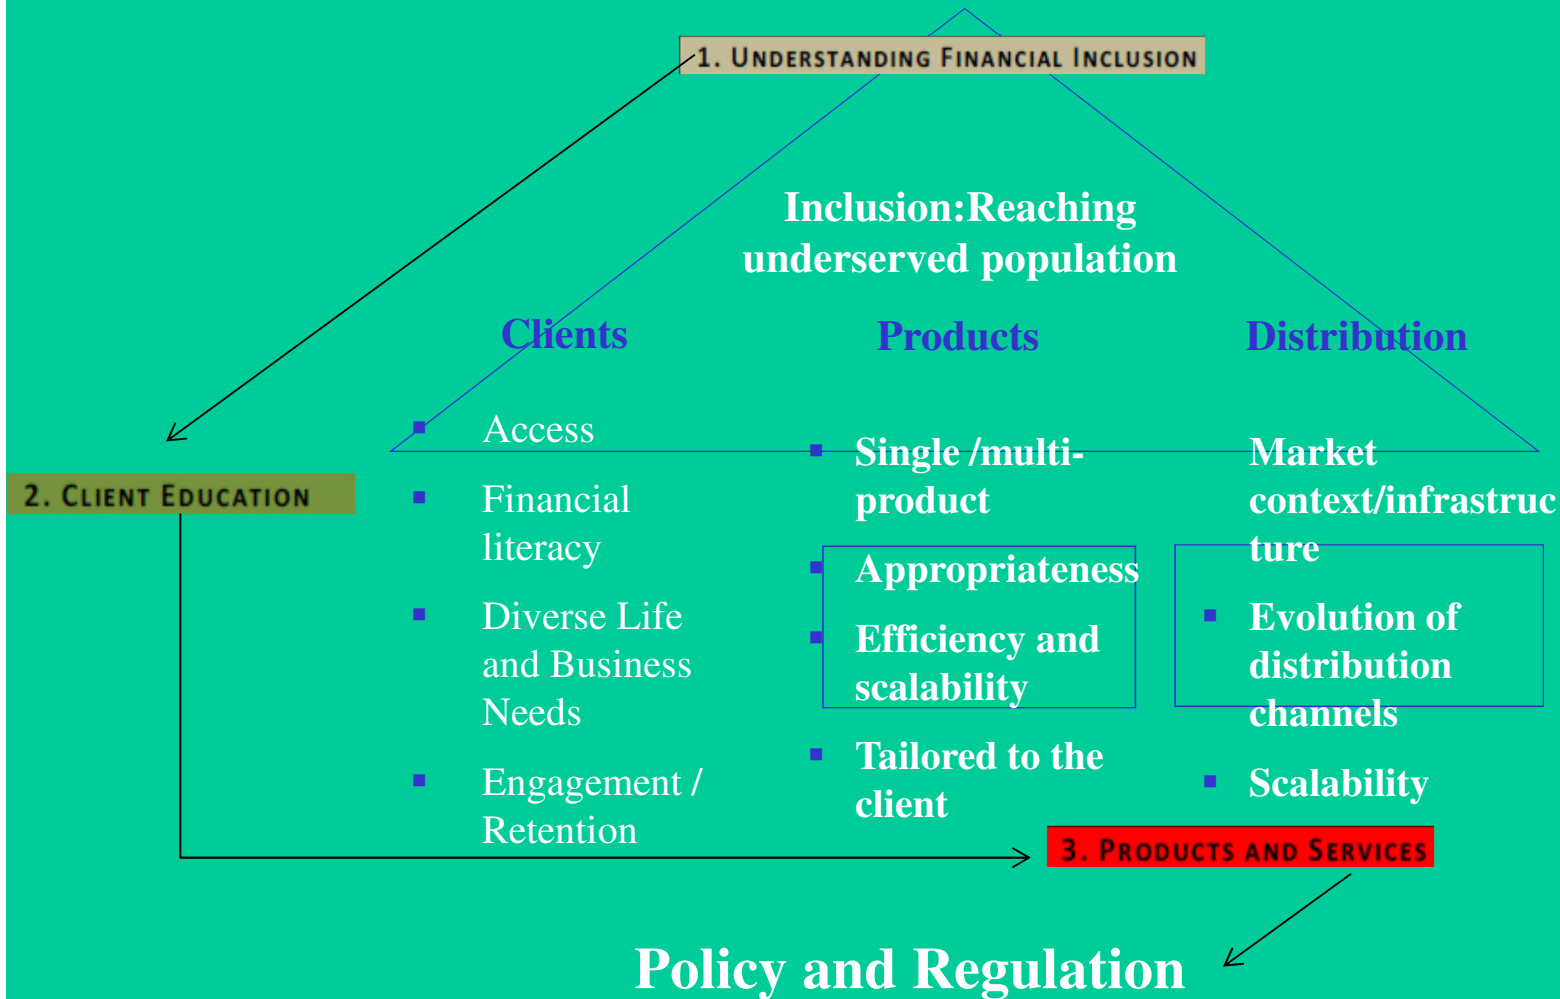 1. UNDERSTANDING FINANCIAL INCLUSION
Inclusion:Reaching
underserved population
Clients
Access
Financial
literacy
Diverse Life
and Business
Needs
Engagement /
Retention
Products
Single /multi-
product
Appropriateness
Efficiency and
scalability
Tailored to the
client
Distribution
Market
context/infrastruc
ture
Evolution of
distribution
channels
Scalability
2. CLIENT EDUCATION
3. PRODUCTS AND SERVICES
Policy and Regulation